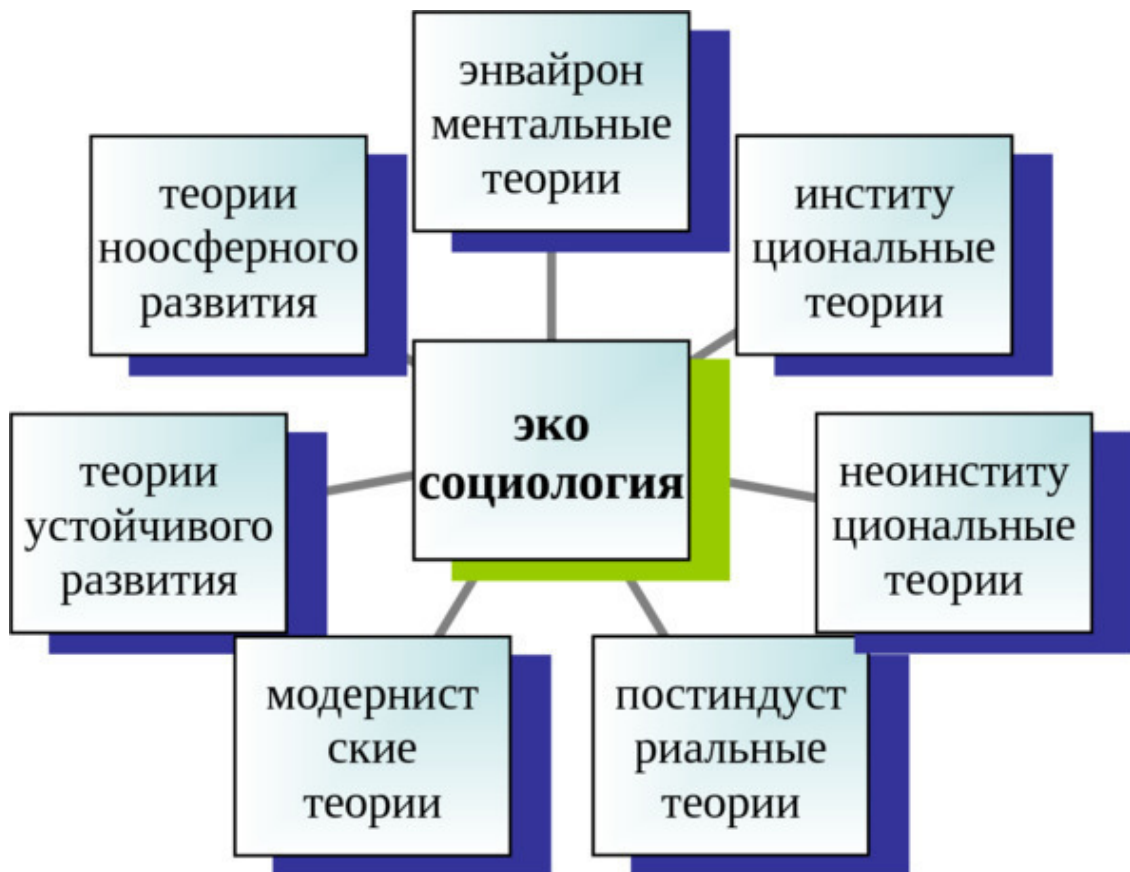 энвайрон
ментальные
теории
теории
ноосферного
развития
институ
циональные
теории
эко
социология
теории
устойчивого
развития
неоинститу
циональные
теории
модернист
ские
теории
постиндуст
риальные
теории